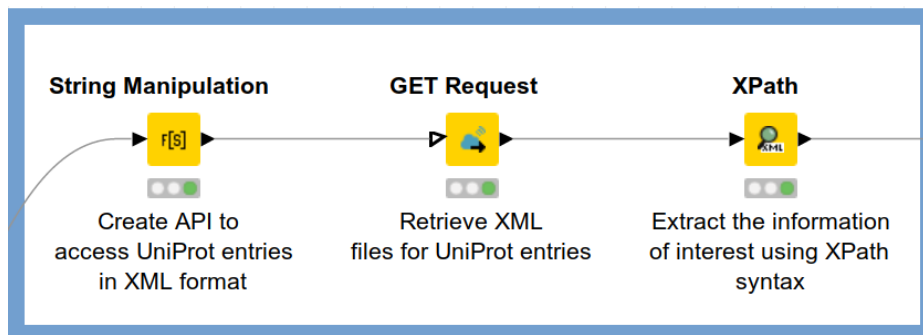 String Manipulation
GET Request
XPath
F[S]
XML
Create API to
access UniProt entries
in XML format
Retrieve XML
files for UniProt entries
Extract the information
of interest using XPath
syntax